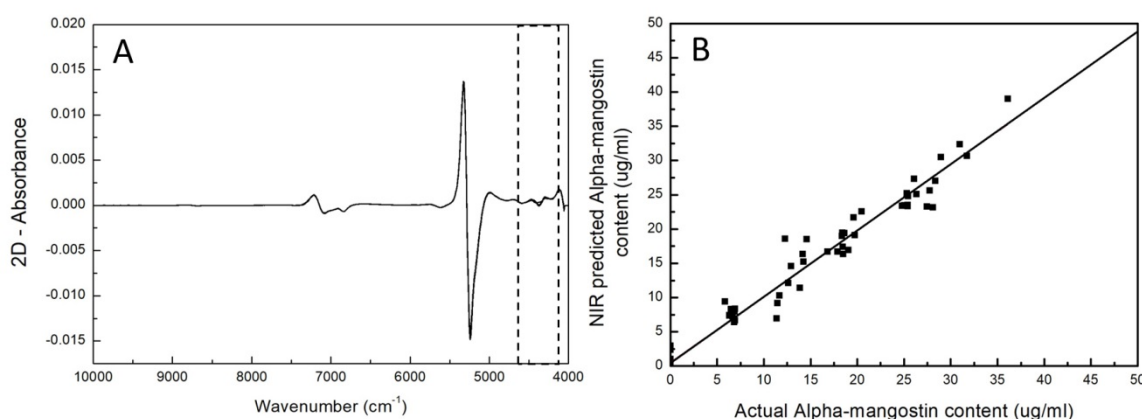 A
2D - Absorbance
0.020
0.015
0.010
0.005
0.000
-0.005
-0.010
-0.015
10000 9000 8000 7000 6000 5000 4000
Wavenumber (cm⁻¹)
B
NIR predicted Alpha-mangostin
content (ug/ml)
50
45
40
35
30
25
20
15
10
5
0
0 5 10 15 20 25 30 35 40 45 50
Actual Alpha-mangostin content (ug/ml)